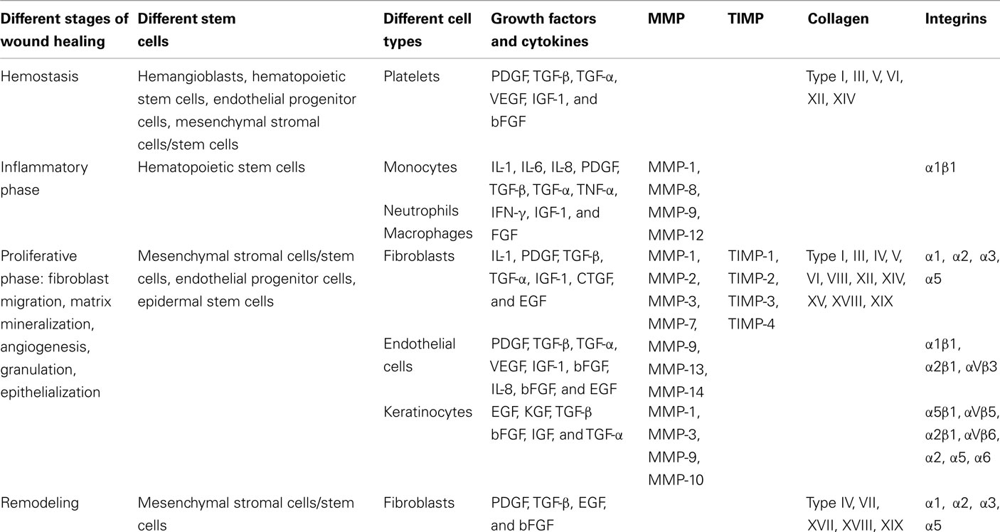 Different stages of wound healing
Different stem cells
Different cell types
Growth factors and cytokines
MMP
TIMP
Collagen
Integrins
Hemostasis
Hemangioblasts, hematopoietic
stem cells, endothelial progenitor
cells, mesenchymal stromal
cells/stem cells
Platelets
PDGF, TGF-β, TGF-α,
VEGF, IGF-1, and
bFGF
Type I, III, V, VI,
XII, XIV
Inflammatory
phase
Hematopoietic stem cells
Monocytes
Neutrophils
Macrophages
IL-1, IL-6, IL-8, PDGF,
TGF-β, TGF-α, TNF-α,
IFN-γ, IGF-1, and
FGF
MMP-1,
MMP-8,
MMP-9,
MMP-12
α1β1
Proliferative
phase: fibroblast
migration, matrix
mineralization,
angiogenesis,
granulation,
epithelialization
Mesenchymal stromal cells/stem
cells, endothelial progenitor cells,
epidermal stem cells
Fibroblasts
IL-1, PDGF, TGF-β,
TGF-α, IGF-1, CTGF,
and EGF
MMP-1,
MMP-2,
MMP-3,
MMP-7,
MMP-9,
MMP-13,
MMP-14
TIMP-1,
TIMP-2,
TIMP-3,
TIMP-4
Type I, III, IV, V,
VI, VIII, XII, XIV,
XV, XVIII, XIX
α1, α2, α3,
α5
Endothelial
cells
PDGF, TGF-β, TGF-α,
VEGF, IGF-1, bFGF,
IL-8, bFGF, and EGF
α1β1,
α2β1, αVβ3
Keratinocytes
EGF, KGF, TGF-β
bFGF, IGF, and TGF-α
MMP-1,
MMP-3,
MMP-9,
MMP-10
α5β1, αVβ5,
α2β1, αVβ6,
α2, α5, α6
Remodeling
Mesenchymal stromal cells/stem
cells
Fibroblasts
PDGF, TGF-β, EGF,
and bFGF
Type IV, VII,
XVII, XVIII, XIX
α1, α2, α3,
α5